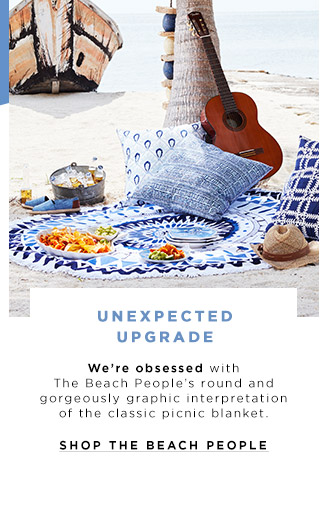 UNEXPECTED
UPGRADE
We're obsessed with
The Beach People's round and
gorgeously graphic interpretation
of the classic picnic blanket.
SHOP THE BEACH PEOPLE